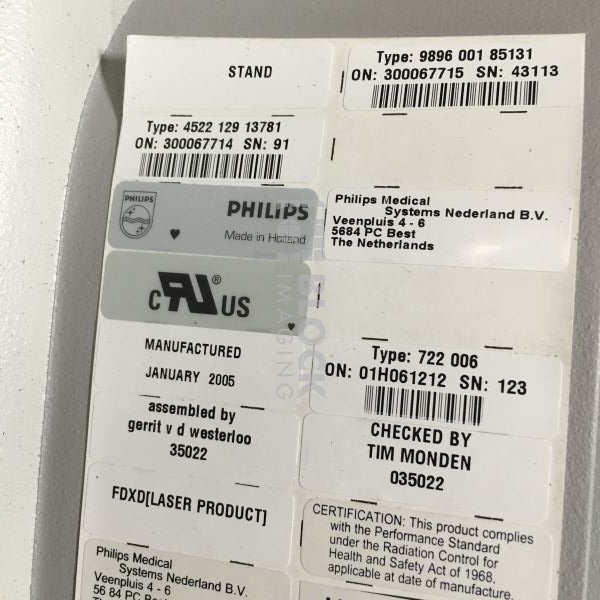 STAND
Type: 9896 001 85131
ON: 300067715 SN: 43113
Type: 4522 129 13781
ON: 300067714 SN: 91
PHILIPS
PHILIPS
Made in Holland
Philips Medical
Systems Nederland B.V.
Veenpluis 4 - 6
5684 PC Best
The Netherlands
c RU US
®
MANUFACTURED
JANUARY 2005
Type: 722 006
ON: 01H061212 SN: 123
assembled by
gerrit v d westerloo
35022
CHECKED BY
TIM MONDEN
035022
FDXD[LASER PRODUCT]
CERTIFICATION: This product complies
with the Performance Standard
under the Radiation Control for
Health and Safety Act of 1968,
applicable at date of manufacture.
Philips Medical
Systems Nederland B.V.
Veenpluis 4 - 6
56 84 PC Best
BLOCK
IMAGING